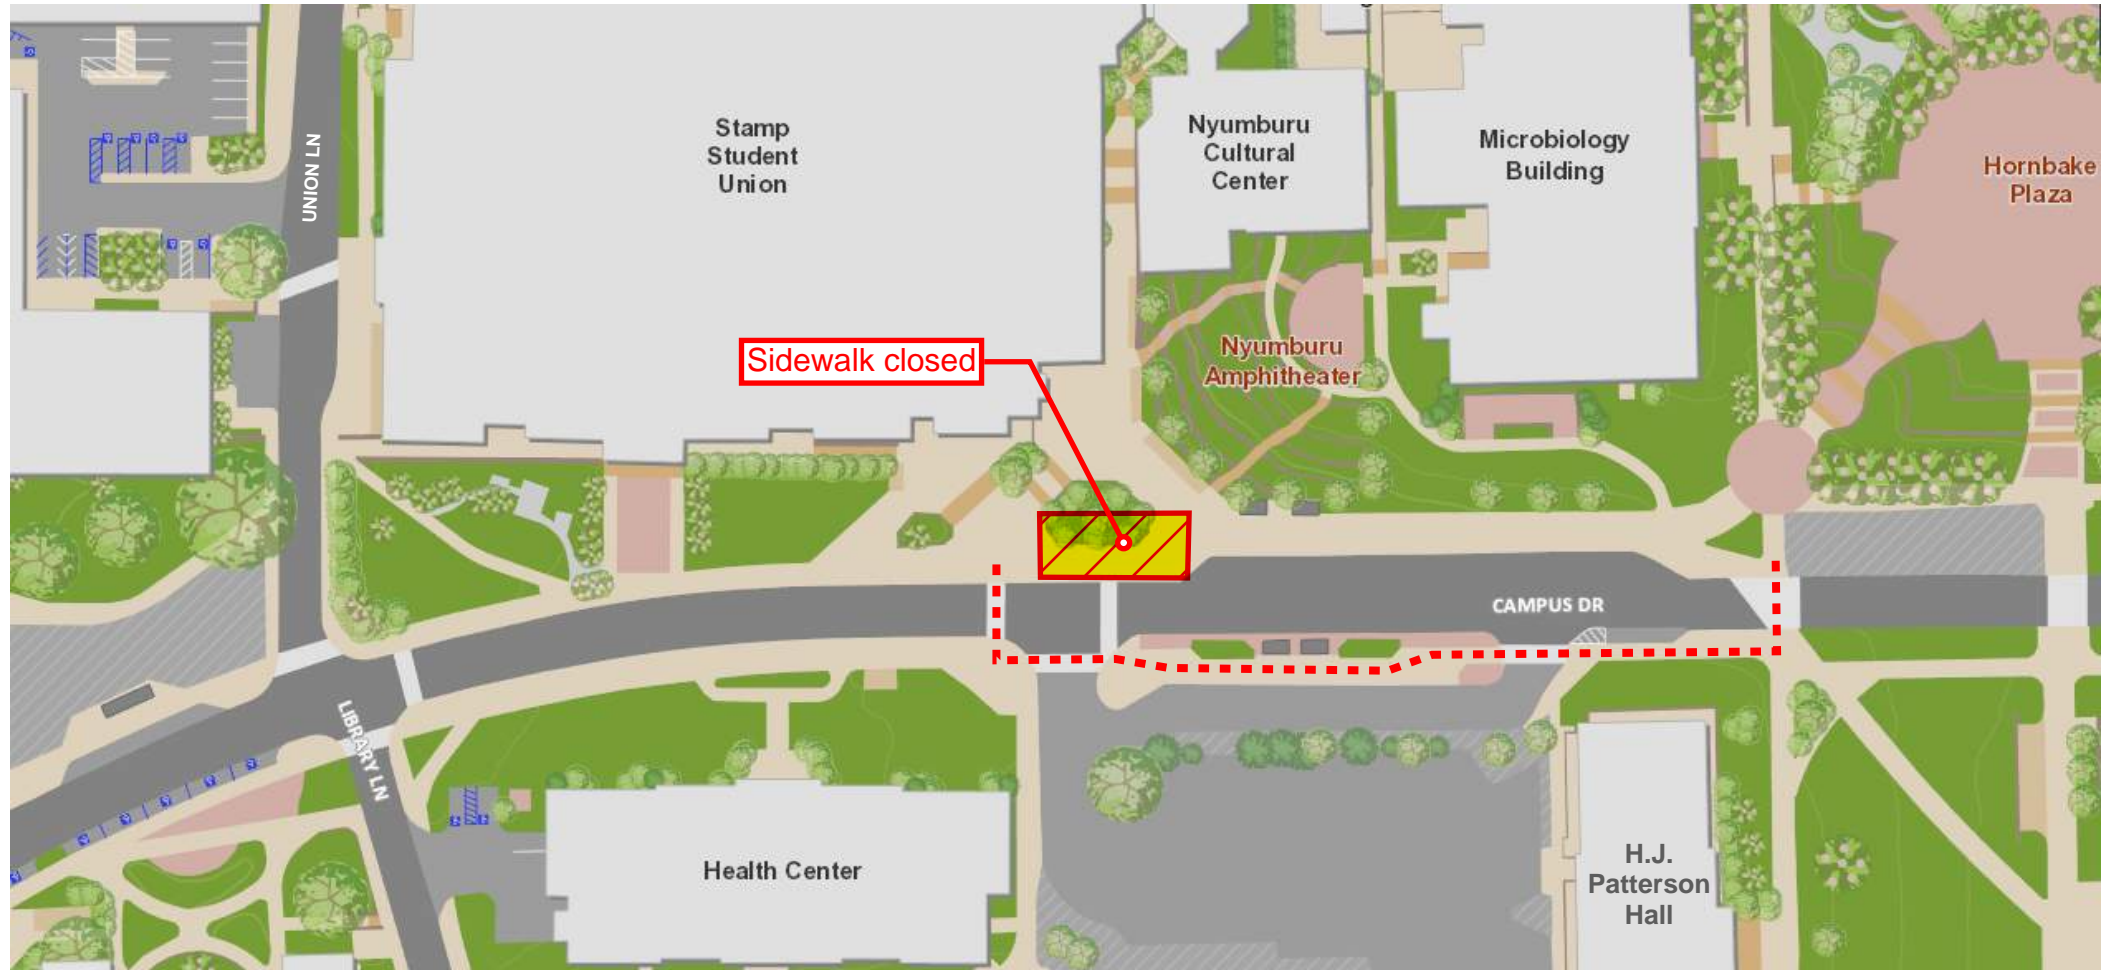 UNION LN
Stamp
Student
Union
Nyumburu
Cultural
Center
Microbiology
Building
Hornbake
Plaza
Sidewalk closed
Nyumburu
Amphitheater
CAMPUS DR
LIBRARY LN
Health Center
H.J.
Patterson
Hall